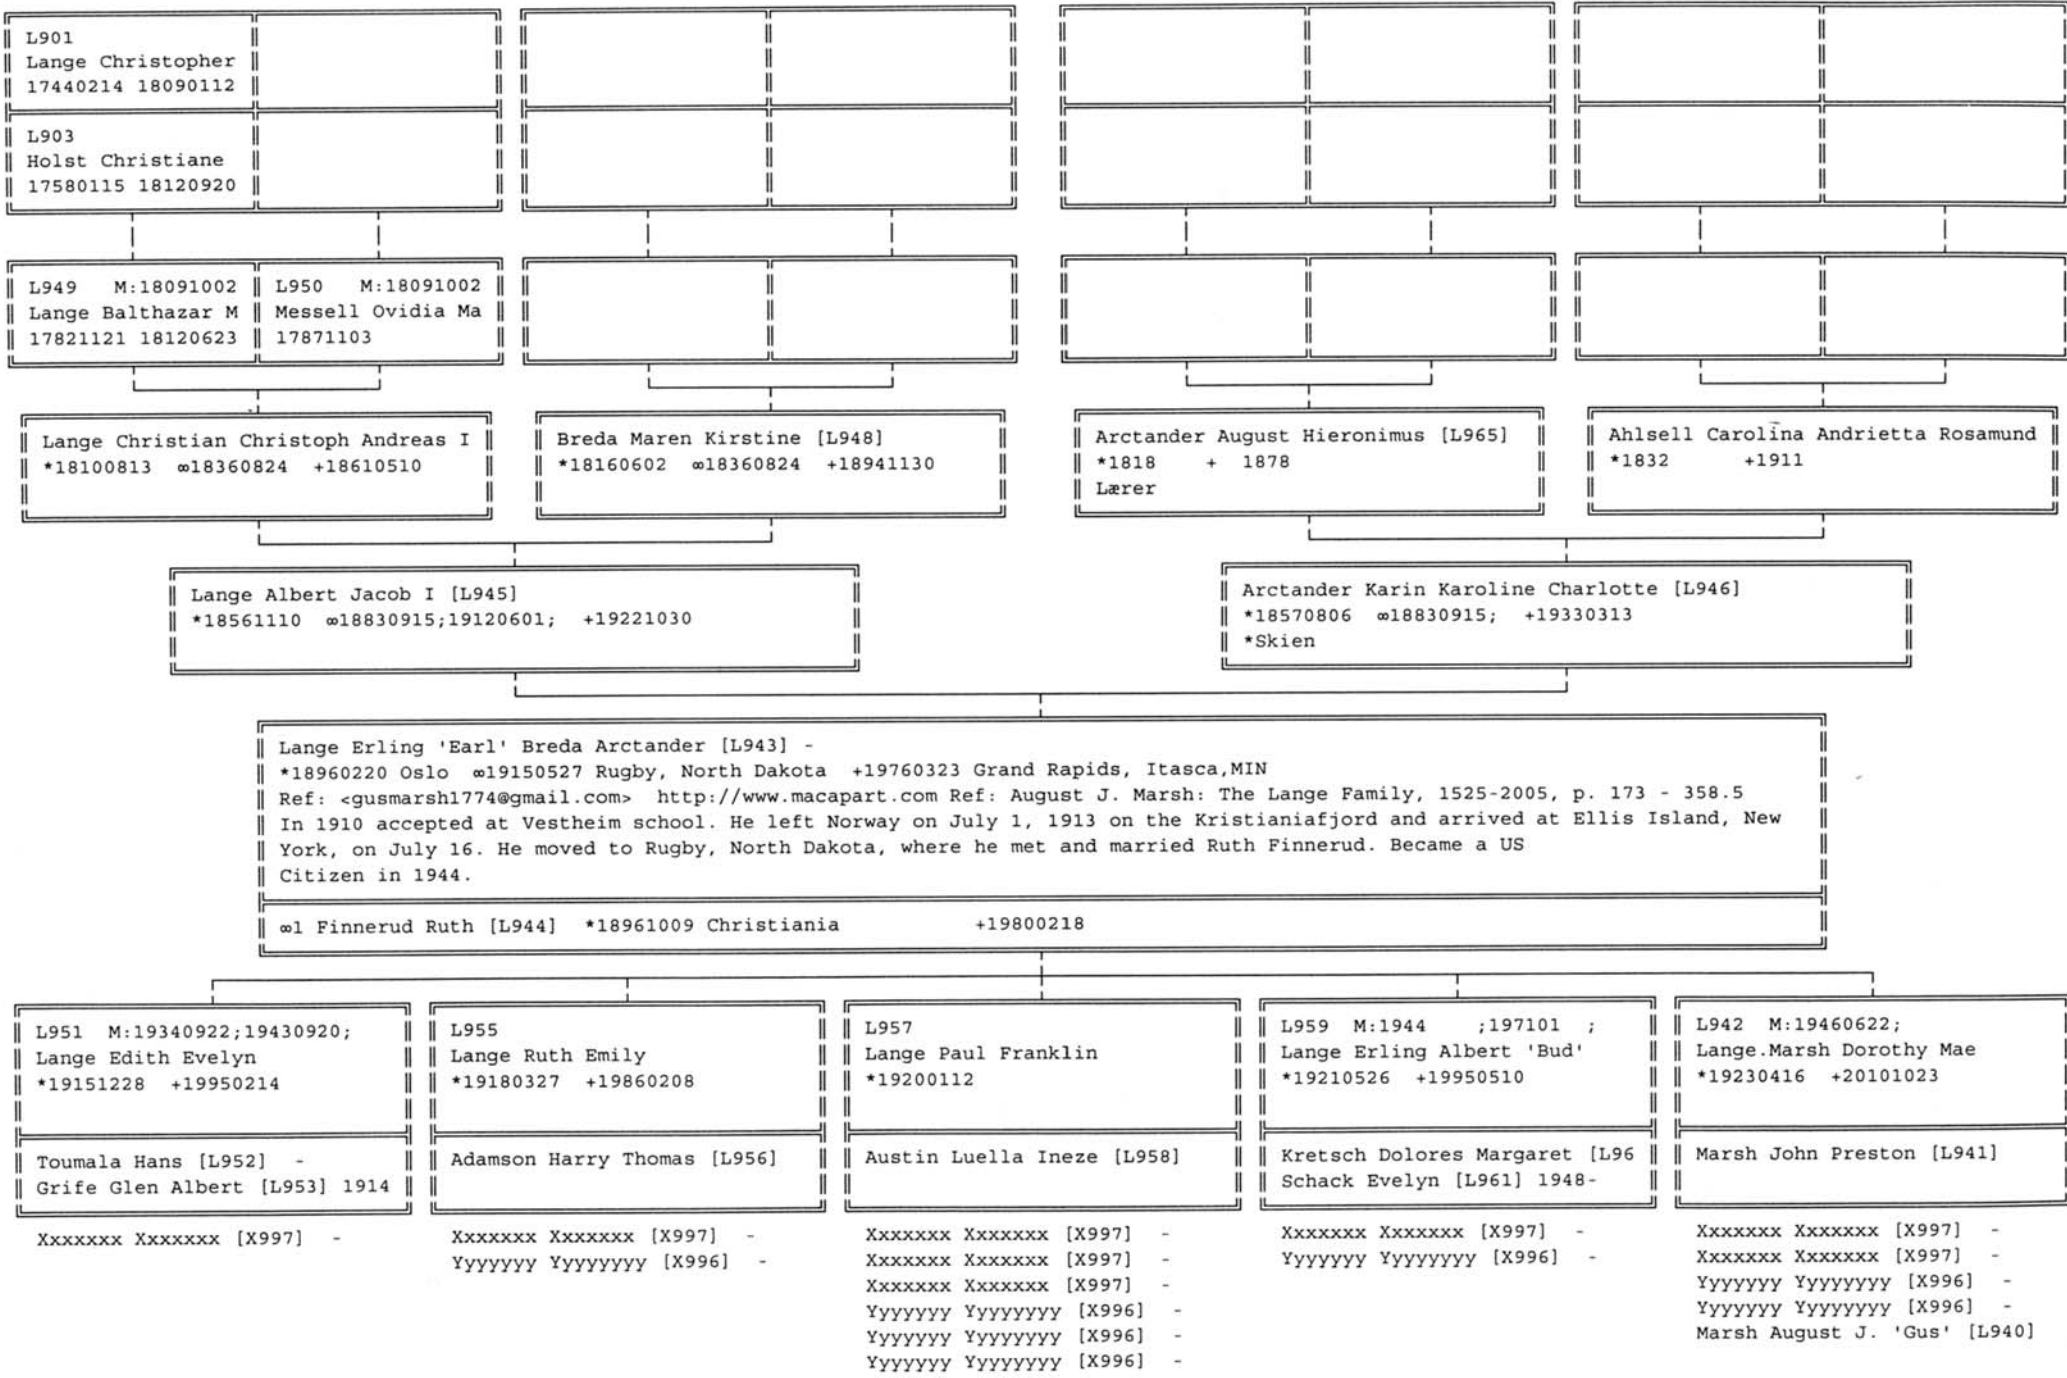 L901
Lange Christopher
17440214 18090112
L903
Holst Christiane
17580115 18120920
L949 M:18091002
Lange Balthazar M
17821121 18120623
L950 M:18091002
Messell Ovidia Ma
17871103
Lange Christian Christoph Andreas I
*18100813 ∞18360824 +18610510
Breda Maren Kirstine [L948]
*18160602 ∞18360824 +18941130
Arctander August Hieronimus [L965]
*1818 + 1878
Lærer
Ahlsell Carolina Andrietta Rosamund
*1832 +1911
Lange Albert Jacob I [L945]
*18561110 ∞18830915;19120601; +19221030
Arctander Karin Karoline Charlotte [L946]
*18570806 ∞18830915; +19330313
*Skien
Lange Erling 'Earl' Breda Arctander [L943] -
*18960220 Oslo ∞19150527 Rugby, North Dakota +19760323 Grand Rapids, Itasca,MIN
Ref: <gusmarsh1774@gmail.com> http://www.macapart.com Ref: August J. Marsh: The Lange Family, 1525-2005, p. 173 - 358.5
In 1910 accepted at Vestheim school. He left Norway on July 1, 1913 on the Kristianiafjord and arrived at Ellis Island, New
York, on July 16. He moved to Rugby, North Dakota, where he met and married Ruth Finnerud. Became a US
Citizen in 1944.
∞1 Finnerud Ruth [L944] *18961009 Christiania +19800218
L951 M:19340922;19430920;
Lange Edith Evelyn
*19151228 +19950214
Toumala Hans [L952] -
Grife Glen Albert [L953] 1914
Xxxxxxx Xxxxxxx [X997] -
L955
Lange Ruth Emily
*19180327 +19860208
Adamson Harry Thomas [L956]
Xxxxxxx Xxxxxxx [X997] -
Yyyyyyy Yyyyyyyy [X996] -
L957
Lange Paul Franklin
*19200112
Austin Luella Ineze [L958]
Xxxxxxx Xxxxxxx [X997] -
Xxxxxxx Xxxxxxx [X997] -
Xxxxxxx Xxxxxxx [X997] -
Yyyyyyy Yyyyyyyy [X996] -
Yyyyyyy Yyyyyyyy [X996] -
Yyyyyyy Yyyyyyyy [X996] -
L959 M:1944 ;197101 ;
Lange Erling Albert 'Bud'
*19210526 +19950510
Kretsch Dolores Margaret [L96
Schack Evelyn [L961] 1948-
Xxxxxxx Xxxxxxx [X997] -
Yyyyyyy Yyyyyyyy [X996] -
L942 M:19460622;
Lange.Marsh Dorothy Mae
*19230416 +20101023
Marsh John Preston [L941]
Xxxxxxx Xxxxxxx [X997] -
Xxxxxxx Xxxxxxx [X997] -
Yyyyyyy Yyyyyyyy [X996] -
Yyyyyyy Yyyyyyyy [X996] -
Marsh August J. 'Gus' [L940]